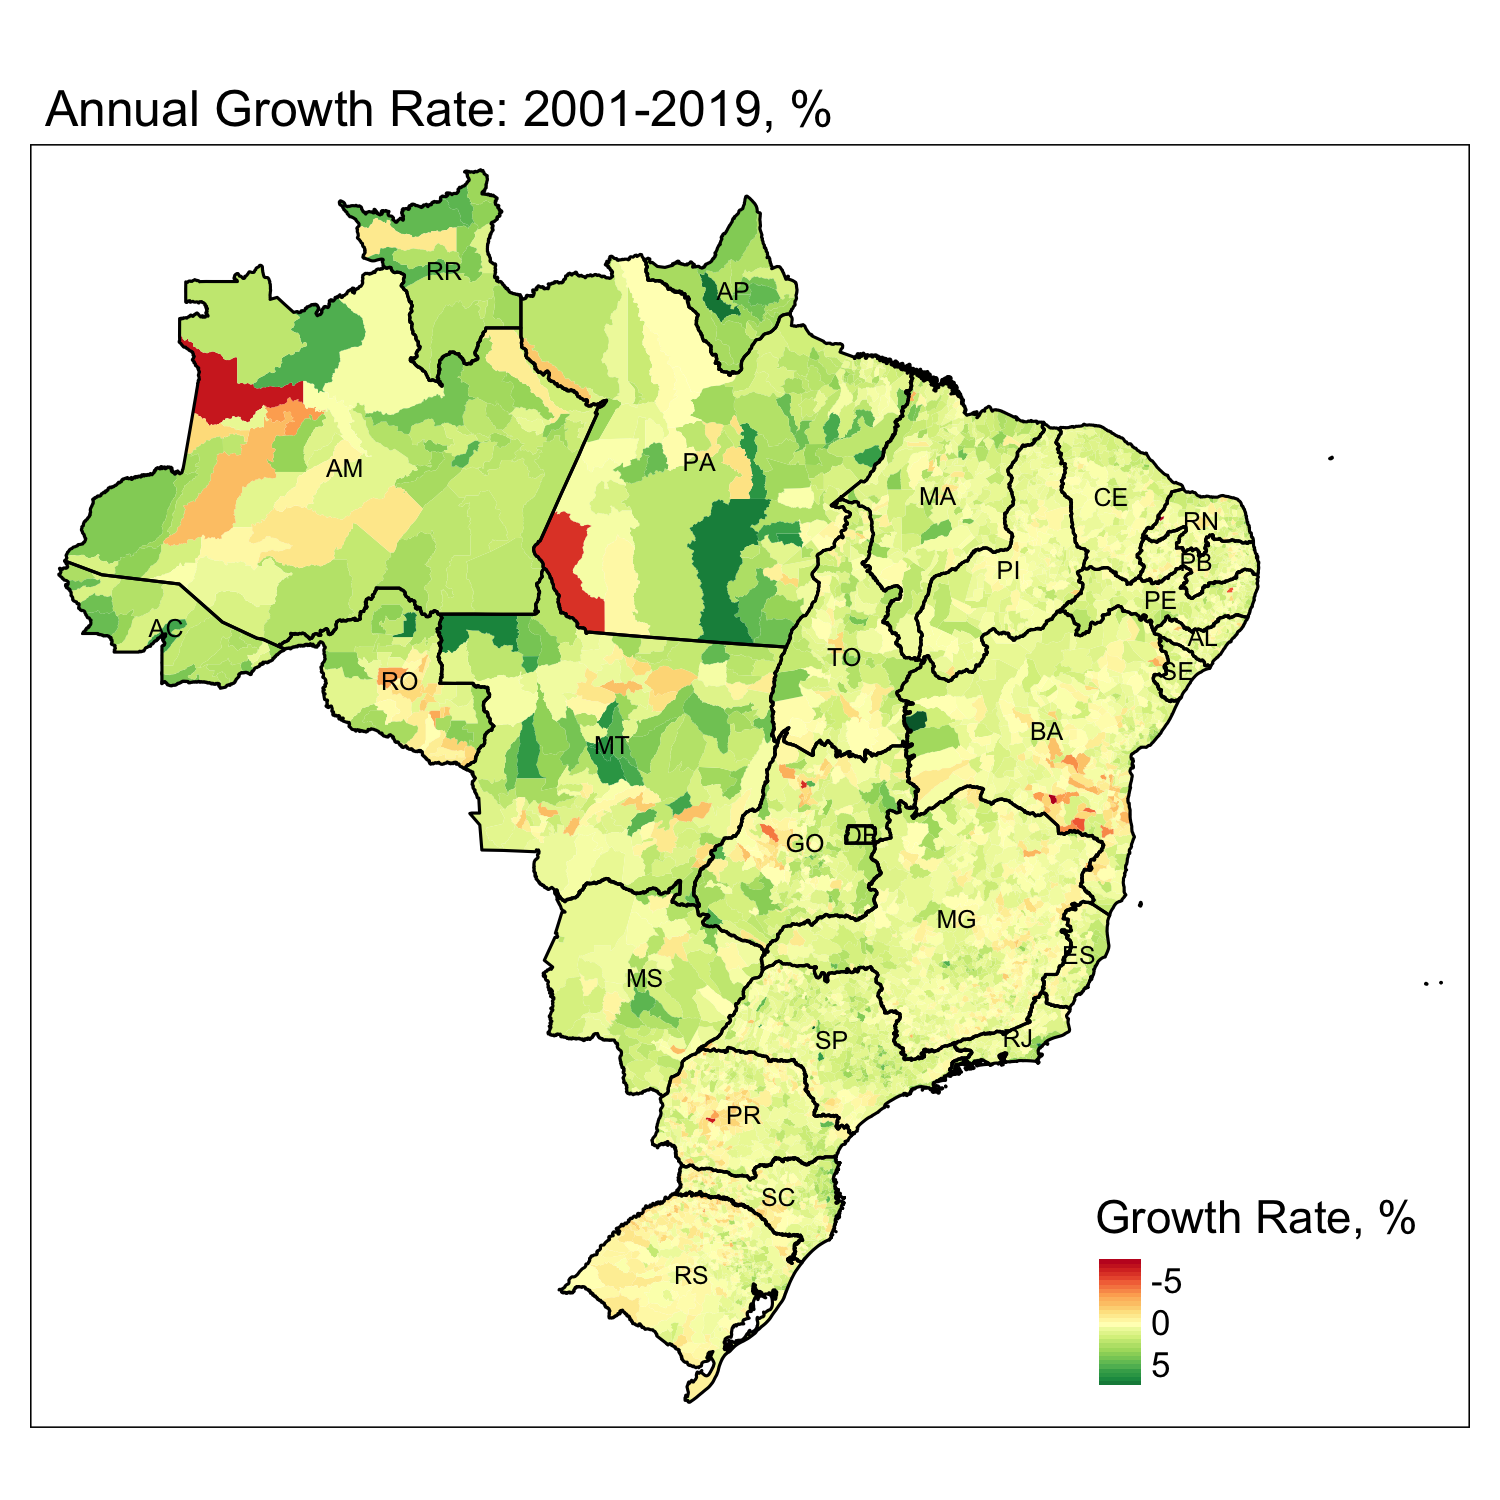 Annual Growth Rate: 2001-2019, %
RR
AP
AM
PA
MA
CE
RN
PB
PI
PE
AC
AL
TO
SE
RO
BA
MT
GO
DF
MG
ES
MS
SP
RJ
PR
SC
RS
Growth Rate, %
-5
0
5